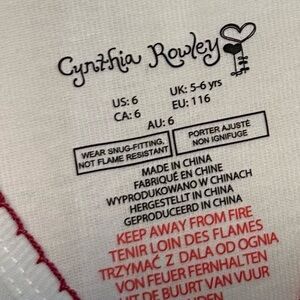 Cynthia Rowley
US: 6 UK: 5-6 yrs
CA: 6 EU: 116
AU: 6
WEAR SNUG-FITTING, NOT FLAME RESISTANT
PORTER AJUSTÉ NON IGNIFUGE
MADE IN CHINA
FABRIQUÉ EN CHINE
WYPRODUKOWANO W CHINACH
HERGESTELLT IN CHINA
GEPRODUCEERD IN CHINA
KEEP AWAY FROM FIRE
TENIR LOIN DES FLAMES
TRZYMAĆ Z DALA OD OGNIA
VON FEUER FERNHALTEN
UIT DE BUURT VAN VUUR